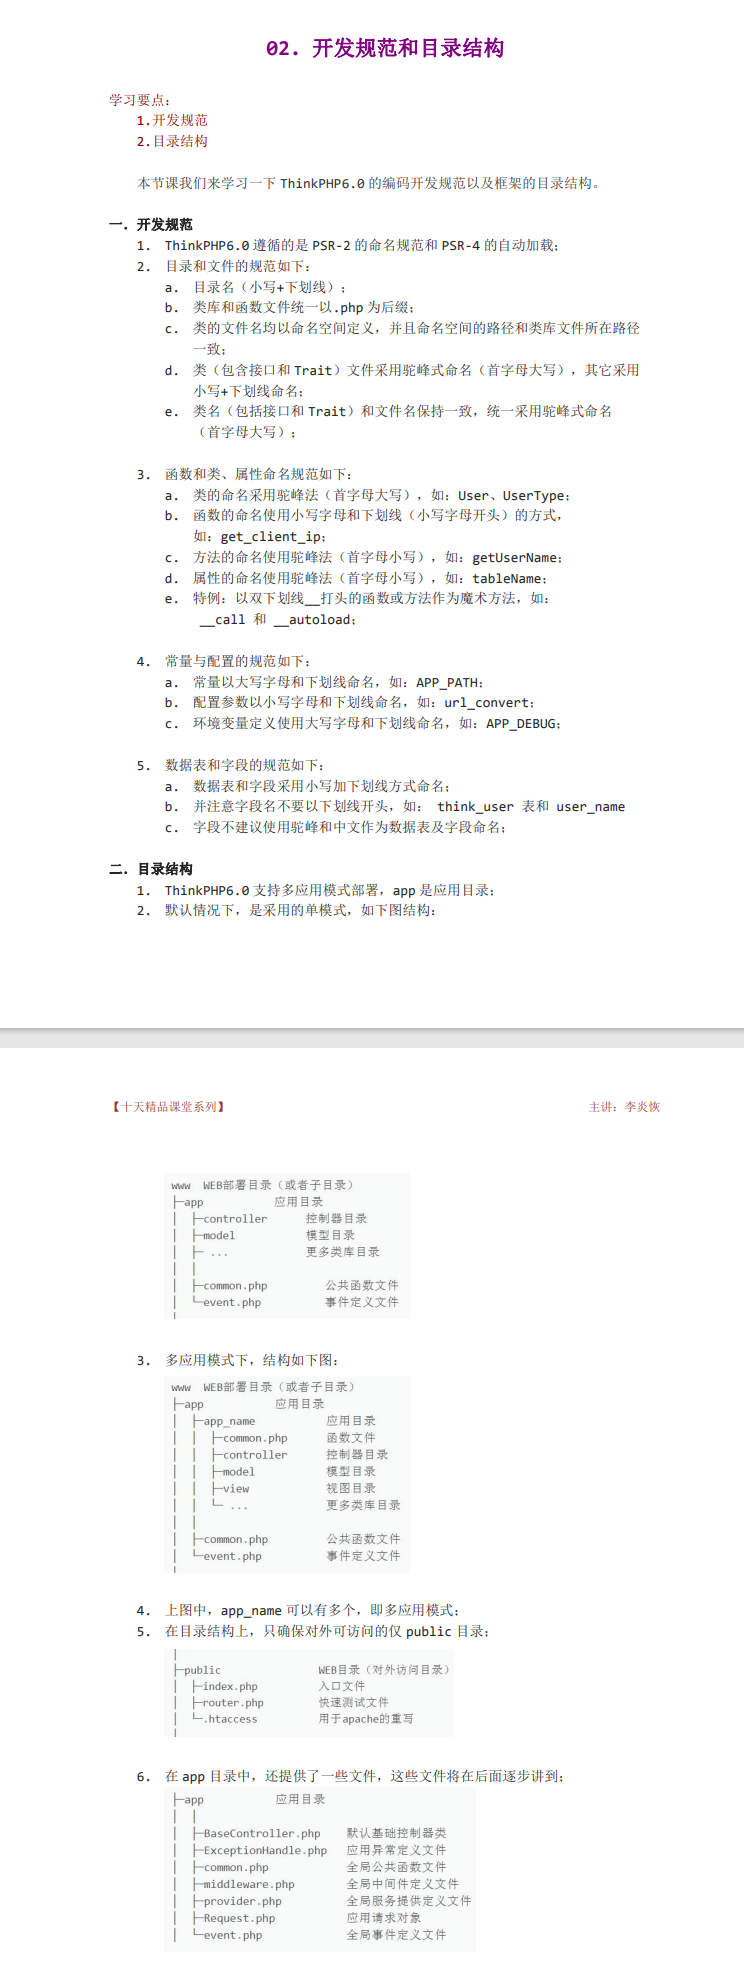 02. 开发规范和目录结构
学习要点：
1.开发规范
2.目录结构
本节课我们来学习一下 ThinkPHP6.0 的编码开发规范以及框架的目录结构。
一．开发规范
1. ThinkPHP6.0 遵循的是 PSR-2 的命名规范和 PSR-4 的自动加载；
2. 目录和文件的规范如下：
a. 目录名（小写+下划线）；
b. 类库和函数文件统一以.php 为后缀；
c. 类的文件名均以命名空间定义，并且命名空间的路径和类库文件所在路径
一致；
d. 类（包含接口和 Trait）文件采用驼峰式命名（首字母大写），其它采用
小写+下划线命名；
e. 类名（包括接口和 Trait）和文件名保持一致，统一采用驼峰式命名
（首字母大写）；
3. 函数和类、属性命名规范如下：
a. 类的命名采用驼峰法（首字母大写），如：User、UserType；
b. 函数的命名使用小写字母和下划线（小写字母开头）的方式，
如：get_client_ip；
c. 方法的命名使用驼峰法（首字母小写），如：getUserName；
d. 属性的命名使用驼峰法（首字母小写），如：tableName；
e. 特例：以双下划线__打头的函数或方法作为魔术方法，如：
__call 和 __autoload；
4. 常量与配置的规范如下：
a. 常量以大写字母和下划线命名，如：APP_PATH；
b. 配置参数以小写字母和下划线命名，如：url_convert；
c. 环境变量定义使用大写字母和下划线命名，如：APP_DEBUG；
5. 数据表和字段的规范如下：
a. 数据表和字段采用小写加下划线方式命名；
b. 并注意字段名不要以下划线开头，如： think_user 表和 user_name
c. 字段不建议使用驼峰和中文作为数据表及字段命名；
二．目录结构
1. ThinkPHP6.0 支持多应用模式部署，app 是应用目录；
2. 默认情况下，是采用的单模式，如下图结构：
【十天精品课堂系列】 主讲：李炎恢
www WEB部署目录（或者子目录）
├─app 应用目录
│ ├─controller 控制器目录
│ ├─model 模型目录
│ ├─ ... 更多类库目录
│ │
│ ├─common.php 公共函数文件
│ └─event.php 事件定义文件
│
3. 多应用模式下，结构如下图：
www WEB部署目录（或者子目录）
├─app 应用目录
│ ├─app_name 应用目录
│ │ ├─common.php 函数文件
│ │ ├─controller 控制器目录
│ │ ├─model 模型目录
│ │ ├─view 视图目录
│ │ └─ ... 更多类库目录
│ │
│ ├─common.php 公共函数文件
│ └─event.php 事件定义文件
│
4. 上图中，app_name 可以有多个，即多应用模式；
5. 在目录结构上，只确保对外可访问的仅 public 目录；
│
├─public WEB目录（对外访问目录）
│ ├─index.php 入口文件
│ ├─router.php 快速测试文件
│ └─.htaccess 用于apache的重写
│
6. 在 app 目录中，还提供了一些文件，这些文件将在后面逐步讲到；
├─app 应用目录
│ │
│ ├─BaseController.php 默认基础控制器类
│ ├─ExceptionHandle.php 应用异常定义文件
│ ├─common.php 全局公共函数文件
│ ├─middleware.php 全局中间件定义文件
│ ├─provider.php 全局服务提供定义文件
│ ├─Request.php 应用请求对象
│ └─event.php 全局事件定义文件